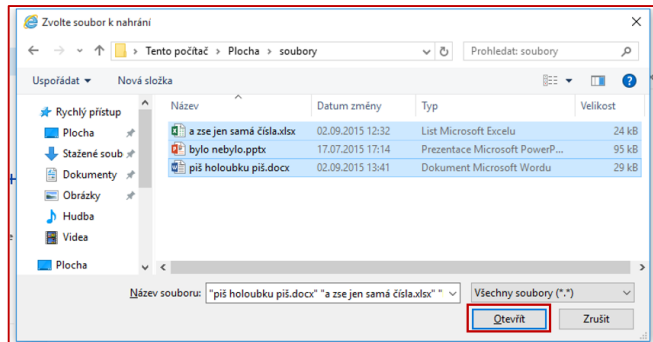 Zvolte soubor k nahrání
Tento počítač > Plocha > soubory
Prohledat: soubory
Uspořádat
Nová složka
Název
Datum změny
Typ
Velikost
Rychlý přístup
Plocha
Stažené soub
Dokumenty
Obrázky
Hudba
Videa
Plocha
a zse jen samá čísla.xlsx 02.09.2015 12:32 List Microsoft Excelu 24 kB
bylo nebylo.pptx 17.07.2015 17:14 Prezentace Microsoft PowerP... 95 kB
piš holoubku piš.docx 02.09.2015 13:41 Dokument Microsoft Wordu 29 kB
Název souboru: "piš holoubku piš.docx" "a zse jen samá čísla.xlsx" "
Všechny soubory (*.*)
Otevřít
Zrušit